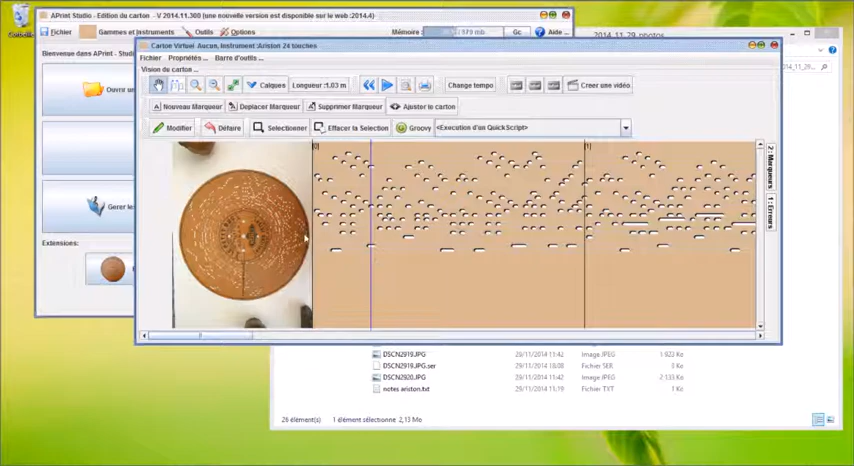 Corbeille
APrint Studio - Edition du carton - V 2014.11.300 (une nouvelle version est disponible sur le web :2014.4)
Fichier Gammes et Instruments Outils Options Mémoire : Gc Aide ...
2014_11_29_photos
Bienvenue dans APrint - Studio
Carton Virtuel Aucun, Instrument :Ariston 24 touches
Fichier Propriétés ... Barre d'outils ...
Vision de carton ...
Calques Longueur :1.03 m Change tempo Creer une vidéo
Nouveau Marqueur Deplacer Marqueur Supprimer Marqueur Ajuster le carton
Modifier Défaire Selectionner Effacer la Selection Groovy <Execution d'un QuickScript>
Ouvrir un
Gerer les
Extensions:
[0] [1]
2 : Marqueurs
1 : Erreurs
DSCN2919.JPG 29/11/2014 11:42 Image JPEG 1 922 Ko
DSCN2919.JPG.ser 29/11/2014 18:08 Fichier SER
DSCN2920.JPG 29/11/2014 11:42 Image JPEG 2 133 Ko
notes ariston.txt 29/11/2014 11:19 Fichier TXT 1 Ko
26 élément(s) 1 élément sélectionné 2,13 Mo